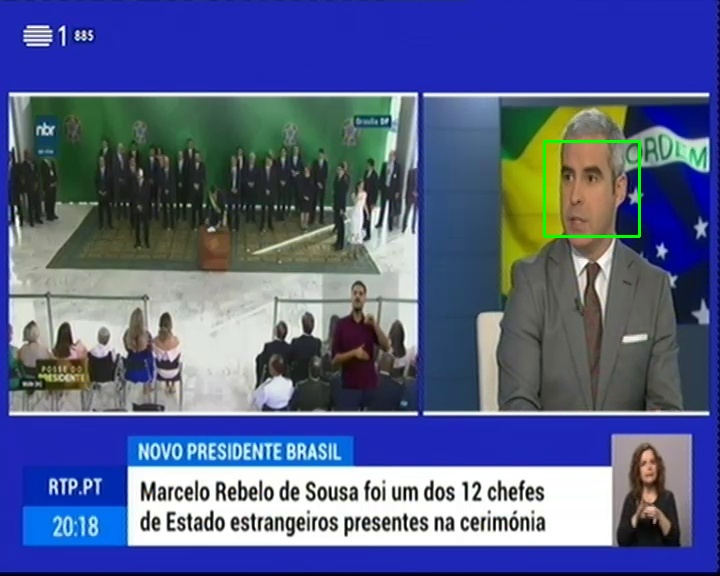 1 885
nbr
Brasília DF
ORDEM
POSSE DO
PRESIDENTE
NOVO PRESIDENTE BRASIL
RTP.PT
Marcelo Rebelo de Sousa foi um dos 12 chefes
20:18
de Estado estrangeiros presentes na cerimónia